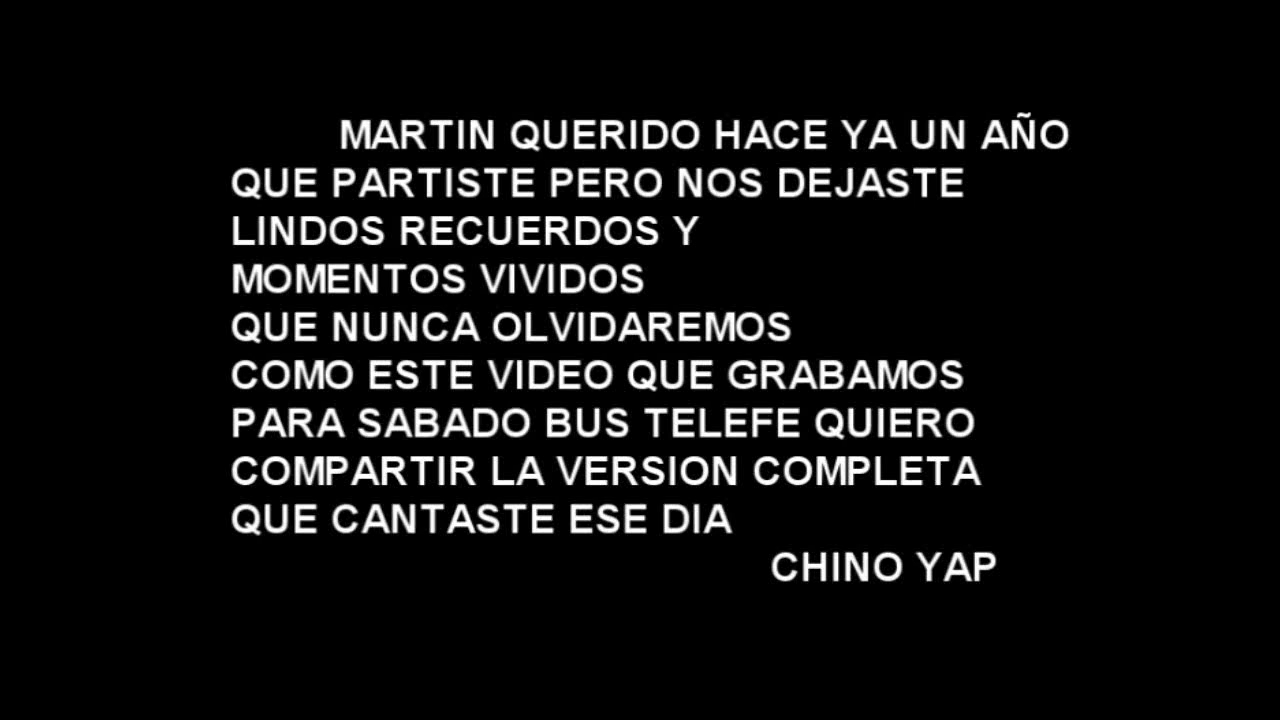 MARTIN QUERIDO HACE YA UN AÑO
QUE PARTISTE PERO NOS DEJASTE
LINDOS RECUERDOS Y
MOMENTOS VIVIDOS
QUE NUNCA OLVIDAREMOS
COMO ESTE VIDEO QUE GRABAMOS
PARA SABADO BUS TELEFE QUIERO
COMPARTIR LA VERSION COMPLETA
QUE CANTASTE ESE DIA
CHINO YAP